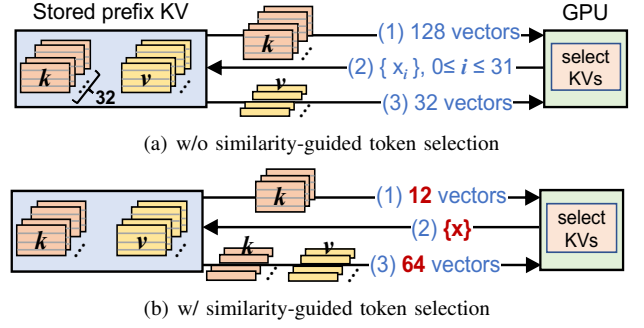 Stored prefix KV
GPU
k
v
32
k
(1) 128 vectors
(2) { xᵢ }, 0≤ i ≤ 31
v
(3) 32 vectors
select
KVs
(a) w/o similarity-guided token selection
k
v
k
(1) 12 vectors
(2) {x}
k
v
(3) 64 vectors
select
KVs
(b) w/ similarity-guided token selection